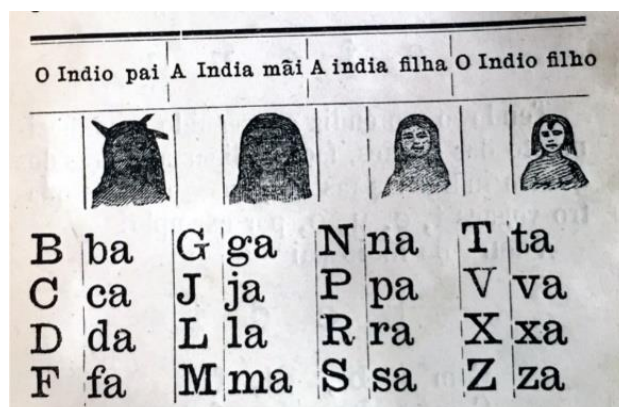 O Indio pai A India mãi A india filha O Indio filho
B ba G ga N na T ta
C ca J ja P pa V va
D da L la R ra X xa
F fa M ma S sa Z za